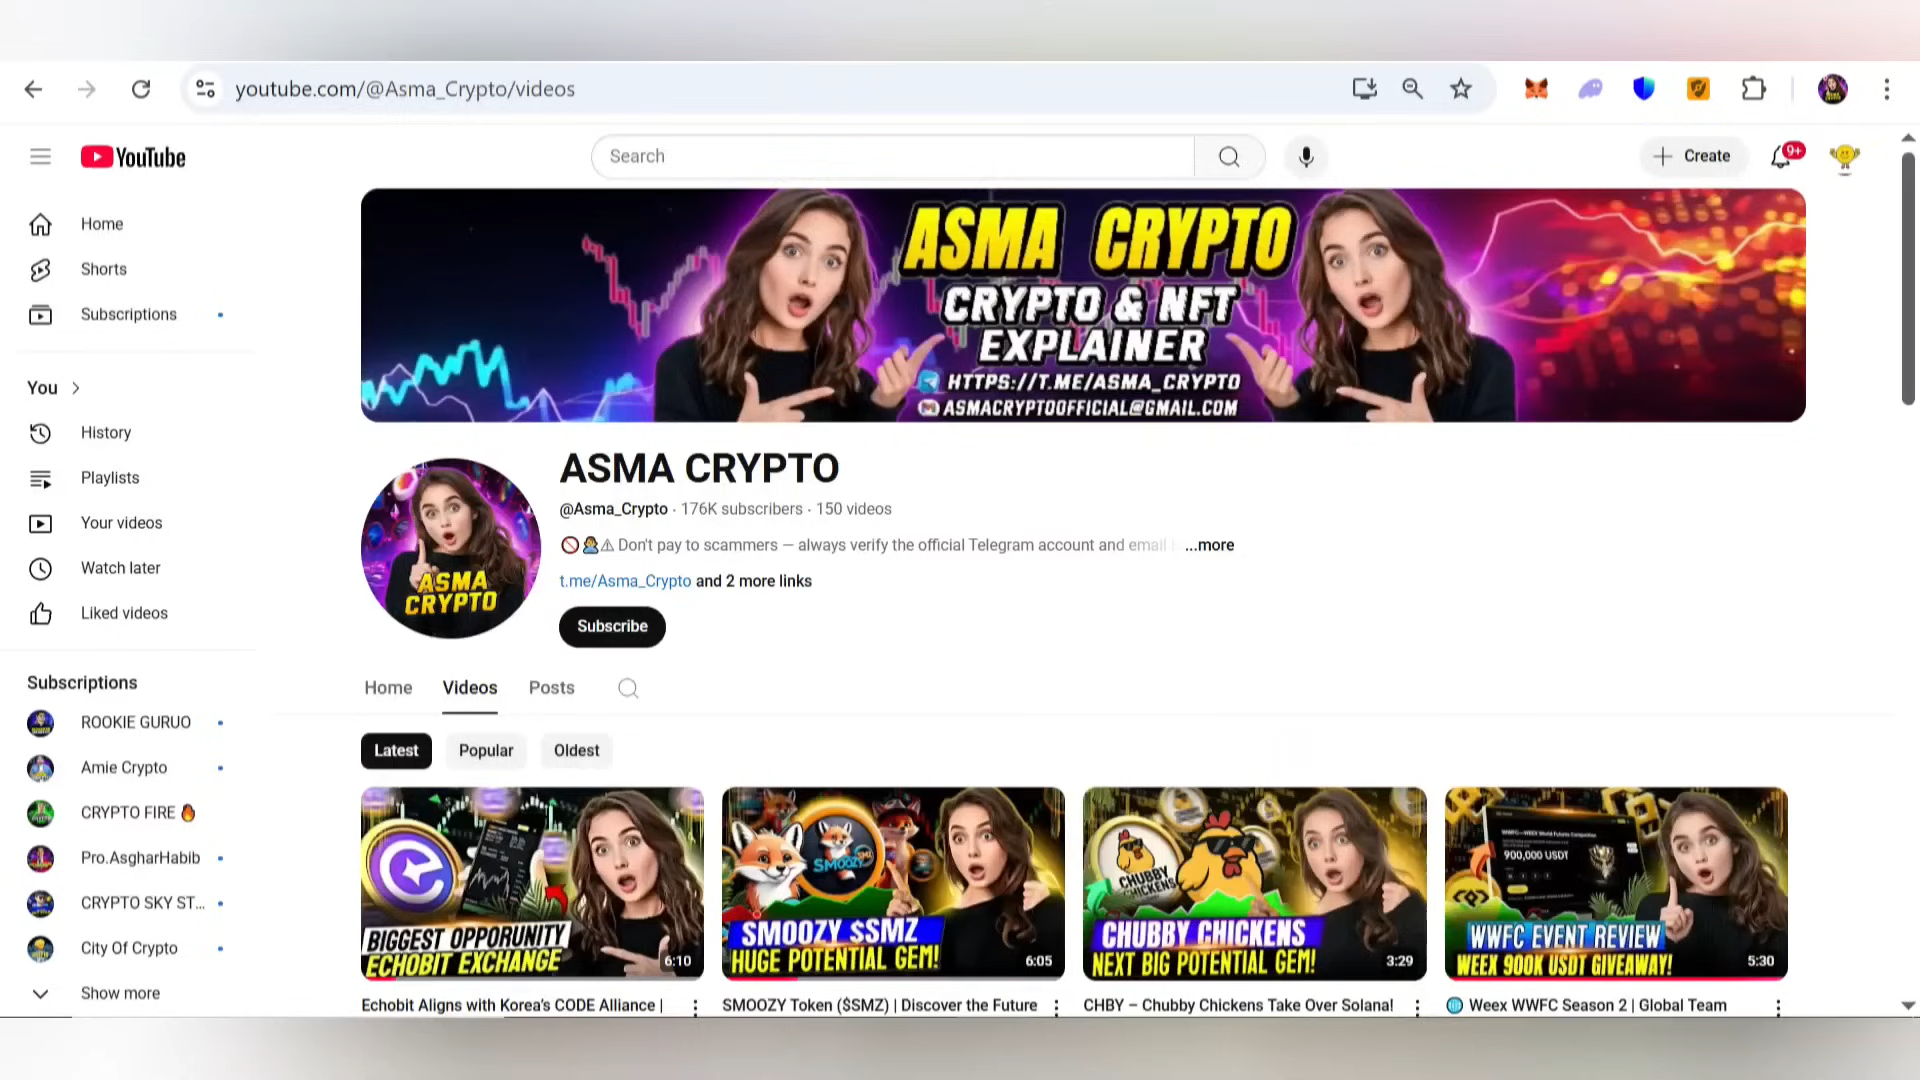 youtube.com/@Asma_Crypto/videos
YouTube
Search
Create
9+
Home
Shorts
Subscriptions
You
History
Playlists
Your videos
Watch later
Liked videos
Subscriptions
ROOKIE GURUO
Amie Crypto
CRYPTO FIRE
Pro.AsgharHabib
CRYPTO SKY ST...
City Of Crypto
Show more
ASMA CRYPTO
CRYPTO & NFT
EXPLAINER
HTTPS://T.ME/ASMA_CRYPTO
ASMACRYPTOOFFICIAL@GMAIL.COM
ASMA
CRYPTO
ASMA CRYPTO
@Asma_Crypto · 176K subscribers · 150 videos
Don't pay to scammers — always verify the official Telegram account and email ...more
t.me/Asma_Crypto and 2 more links
Subscribe
Home Videos Posts
Latest Popular Oldest
BIGGEST OPPORUNITY
ECHOBIT EXCHANGE
6:10
Echobit Aligns with Korea's CODE Alliance |
SMOOZY
SMOOZY $SMZ
HUGE POTENTIAL GEM!
6:05
SMOOZY Token ($SMZ) | Discover the Future
CHUBBY
CHICKENS
CHUBBY CHICKENS
NEXT BIG POTENTIAL GEM!
3:29
CHBY – Chubby Chickens Take Over Solana!
900,000 USDT
WWFC EVENT REVIEW
WEEX 900K USDT GIVEAWAY!
5:30
Weex WWFC Season 2 | Global Team